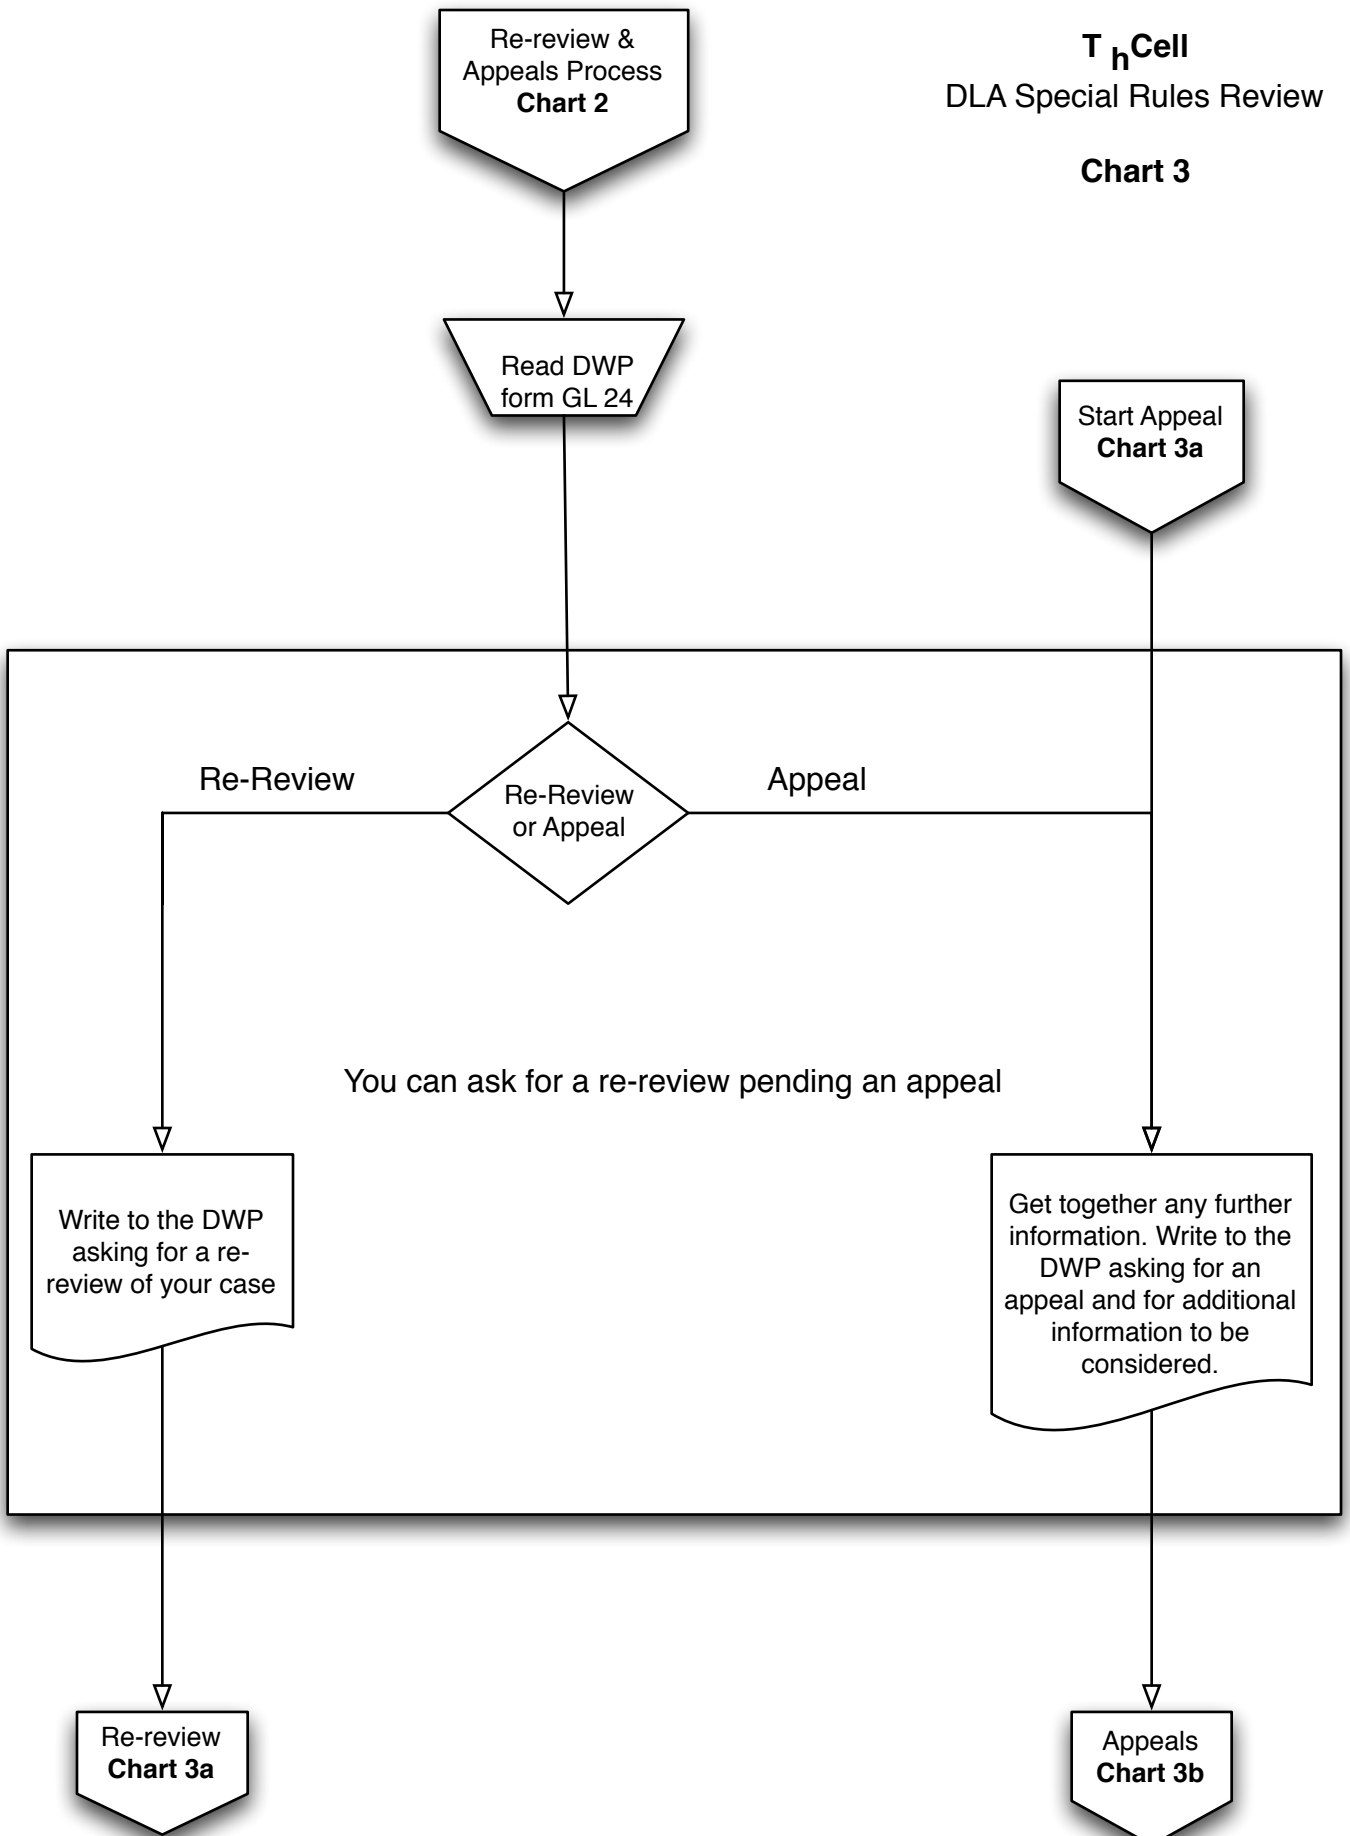 Re-review &
Appeals Process
Chart 2
T hCell
DLA Special Rules Review
Chart 3
Read DWP
form GL 24
Start Appeal
Chart 3a
Re-Review
Re-Review
or Appeal
Appeal
You can ask for a re-review pending an appeal
Write to the DWP
asking for a re-
review of your case
Get together any further
information. Write to the
DWP asking for an
appeal and for additional
information to be
considered.
Re-review
Chart 3a
Appeals
Chart 3b